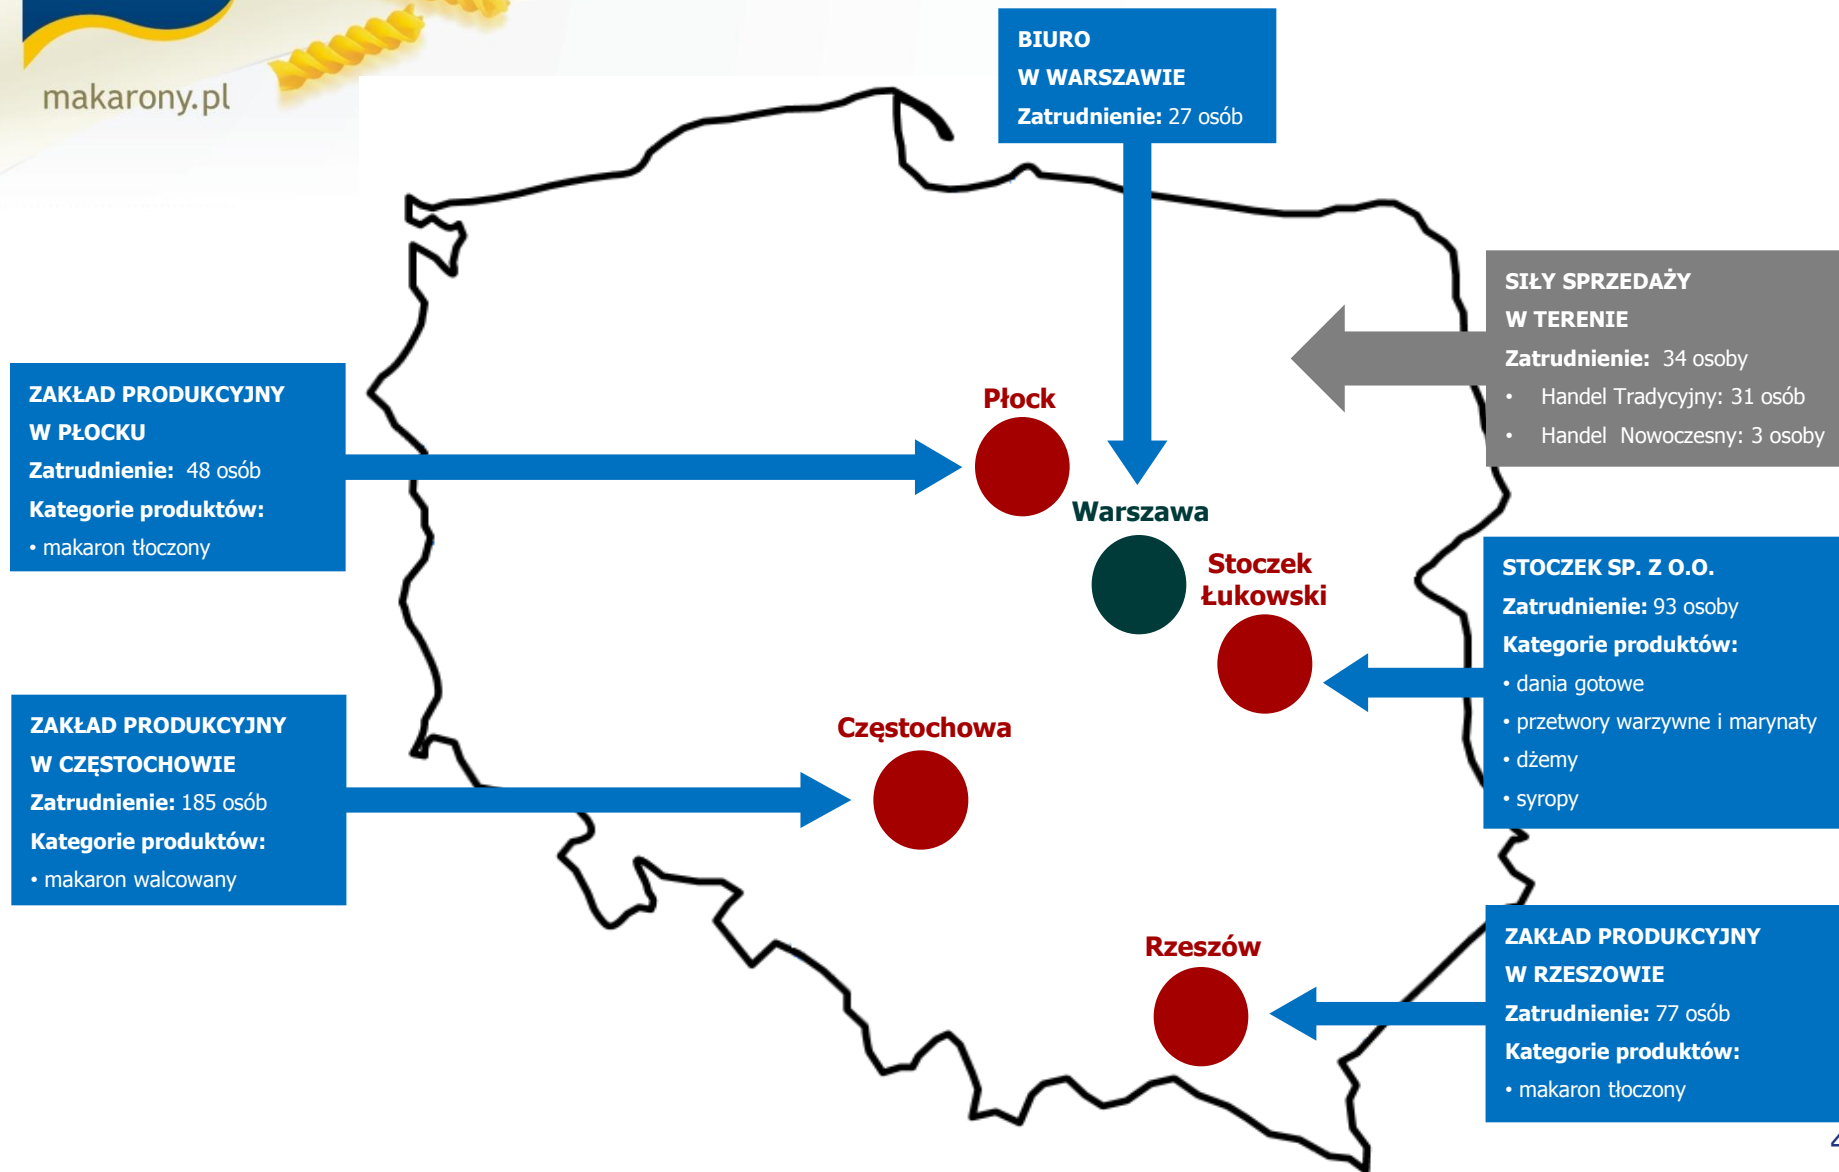 makarony.pl
BIURO
W WARSZAWIE
Zatrudnienie: 27 osób
SIŁY SPRZEDAŻY
W TERENIE
Zatrudnienie: 34 osoby
• Handel Tradycyjny: 31 osób
• Handel Nowoczesny: 3 osoby
ZAKŁAD PRODUKCYJNY
W PŁOCKU
Zatrudnienie: 48 osób
Kategorie produktów:
• makaron tłoczony
Płock
Warszawa
Stoczek
Łukowski
STOCZEK SP. Z O.O.
Zatrudnienie: 93 osoby
Kategorie produktów:
• dania gotowe
• przetwory warzywne i marynaty
• dżemy
• syropy
ZAKŁAD PRODUKCYJNY
W CZĘSTOCHOWIE
Zatrudnienie: 185 osób
Kategorie produktów:
• makaron walcowany
Częstochowa
Rzeszów
ZAKŁAD PRODUKCYJNY
W RZESZOWIE
Zatrudnienie: 77 osób
Kategorie produktów:
• makaron tłoczony
4